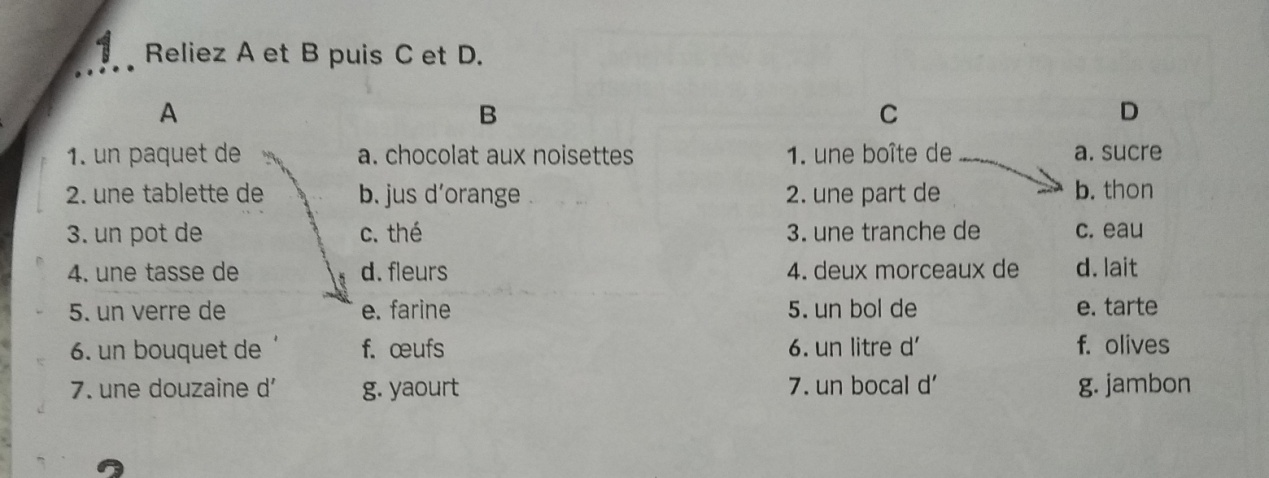 1. Reliez A et B puis C et D.
A B C D
1. un paquet de a. chocolat aux noisettes 1. une boîte de a. sucre
2. une tablette de b. jus d'orange 2. une part de b. thon
3. un pot de c. thé 3. une tranche de c. eau
4. une tasse de d. fleurs 4. deux morceaux de d. lait
5. un verre de e. farine 5. un bol de e. tarte
6. un bouquet de f. œufs 6. un litre d' f. olives
7. une douzaine d' g. yaourt 7. un bocal d' g. jambon